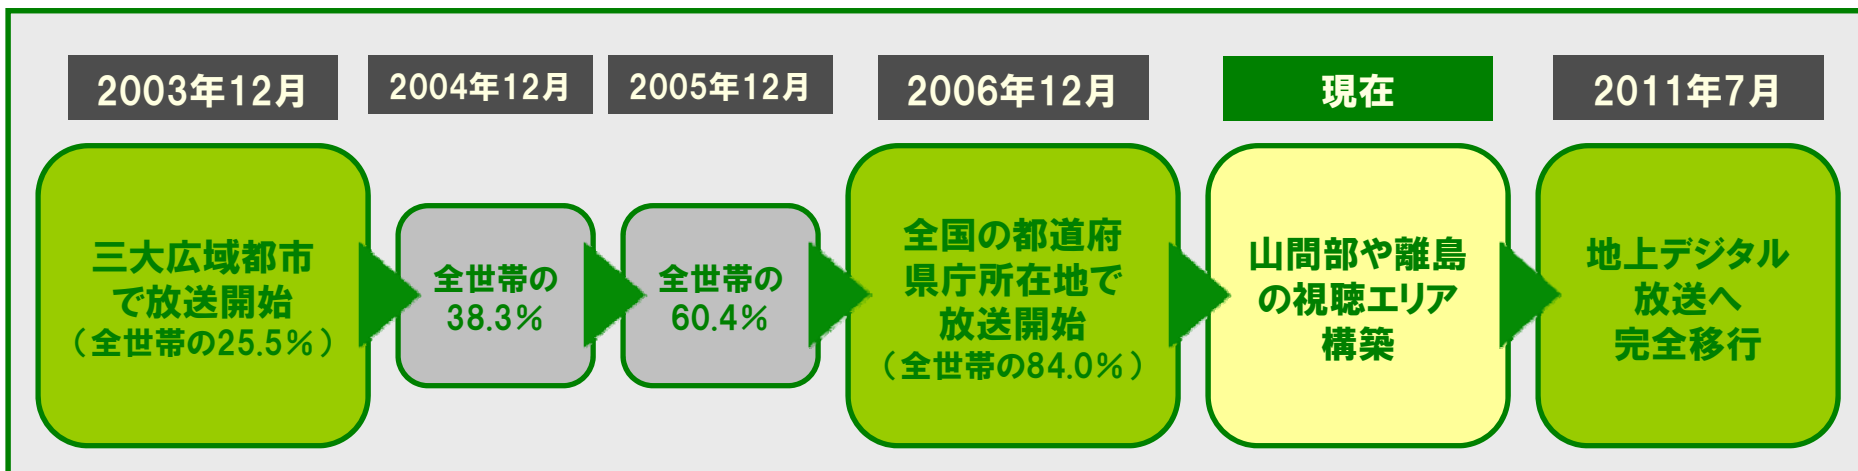 2003年12月
2004年12月
2005年12月
2006年12月
現在
2011年7月
三大広域都市
で放送開始
（全世帯の25.5％）
全世帯の
38.3％
全世帯の
60.4％
全国の都道府
県庁所在地で
放送開始
（全世帯の84.0％）
山間部や離島
の視聴エリア
構築
地上デジタル
放送へ
完全移行